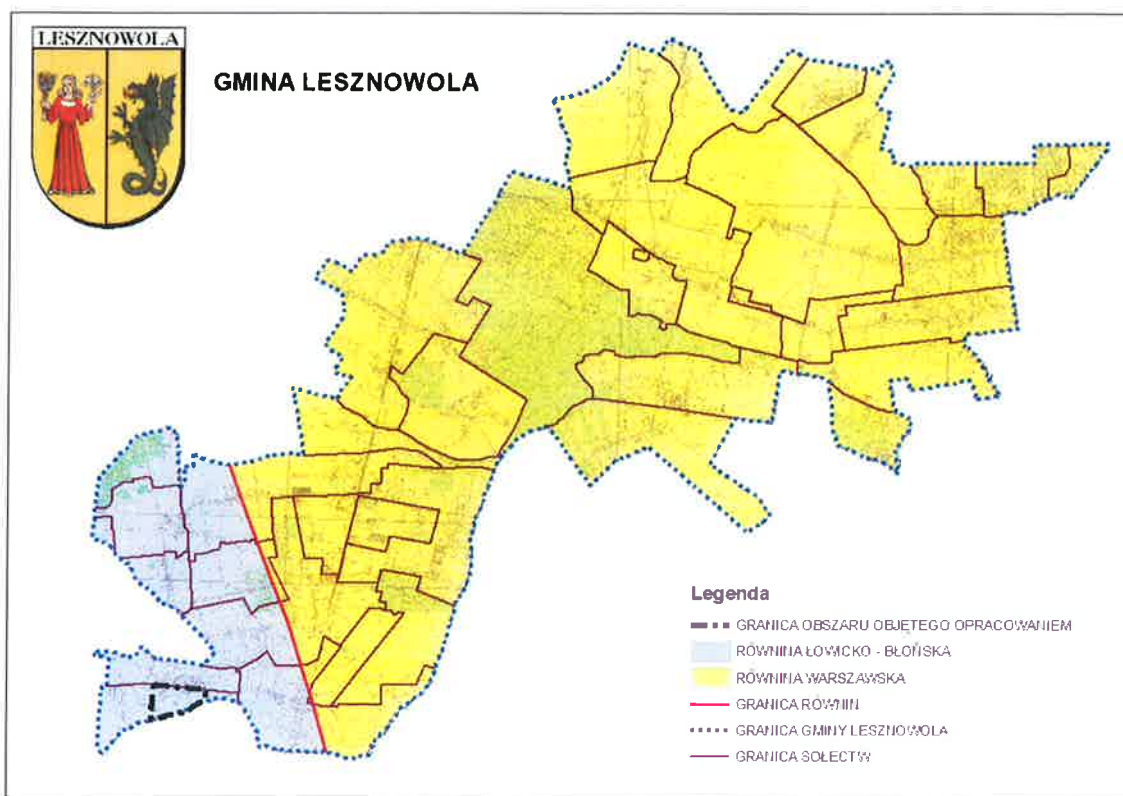 LESZNOWOLA
GMINA LESZNOWOLA
Legenda
GRANICA OBSZARU OBJĘTEGO OPRACOWANIEM
RÓWNINA ŁOWICKO - BŁOŃSKA
RÓWNINA WARSZAWSKA
GRANICA RÓWNIN
GRANICA GMINY LESZNOWOLA
GRANICA SOŁECTW